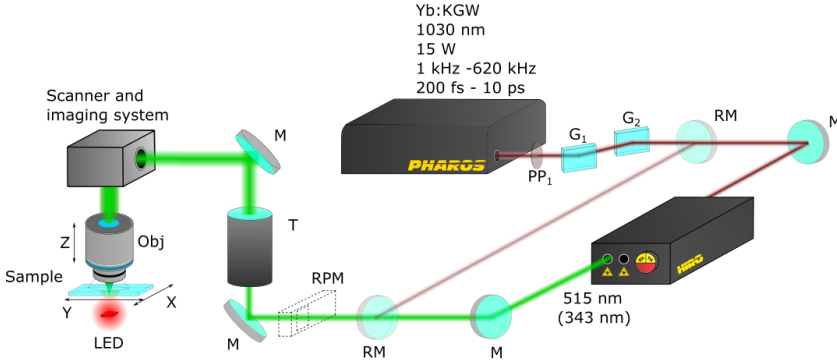 Yb:KGW
1030 nm
15 W
1 kHz -620 kHz
200 fs - 10 ps
Scanner and
imaging system
M
PHAROS
PP1
G1
G2
RM
M
Z
Obj
T
Sample
X
Y
LED
RPM
M
RM
M
HIRO
515 nm
(343 nm)